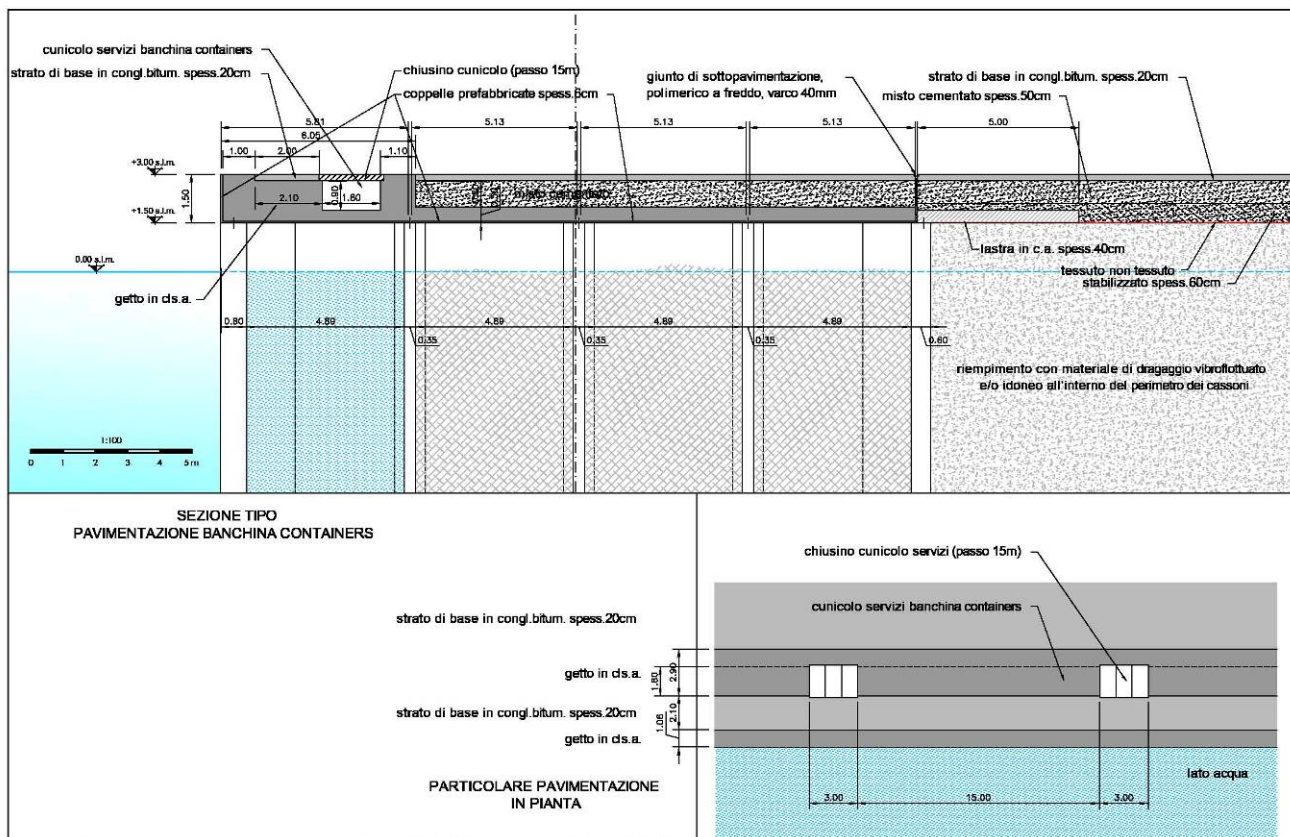 cunicolo servizi banchina containers
strato di base in congl.bitum. spess.20cm
chiusino cunicolo (passo 15m)
coppelle prefabbricate spess.6cm
giunto di sottopavimentazione,
polimerico a freddo, varco 40mm
strato di base in congl.bitum. spess.20cm
misto cementato spess.50cm
5.81
5.13
5.13
5.13
5.00
6.05
1.00
2.00
1.10
+3.00 s.l.m.
1.50
2.10
0.90
1.80
misto cementato
+1.50 s.l.m.
lastra in c.a. spess.40cm
0.00 s.l.m.
tessuto non tessuto
stabilizzato spess.60cm
getto in cls.a.
0.80
4.89
4.89
4.89
4.89
0.35
0.35
0.35
0.60
riempimento con materiale di dragaggio vibroflottuato
e/o idoneo all'interno del perimetro dei cassoni
1:100
0 1 2 3 4 5m
SEZIONE TIPO
PAVIMENTAZIONE BANCHINA CONTAINERS
chiusino cunicolo servizi (passo 15m)
cunicolo servizi banchina containers
strato di base in congl.bitum. spess.20cm
getto in cls.a.
1.80
2.90
strato di base in congl.bitum. spess.20cm
2.10
1.06
getto in cls.a.
lato acqua
PARTICOLARE PAVIMENTAZIONE
IN PIANTA
3.00
15.00
3.00